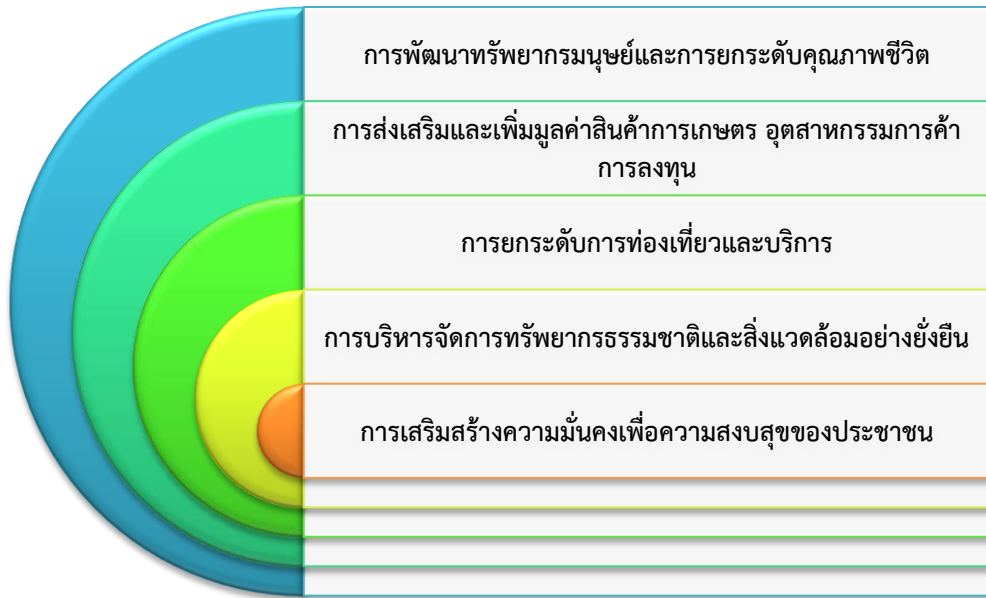 การพัฒนาทรัพยากรมนุษย์และการยกระดับคุณภาพชีวิต
การส่งเสริมและเพิ่มมูลค่าสินค้าการเกษตร อุตสาหกรรมการค้า
การลงทุน
การยกระดับการท่องเที่ยวและบริการ
การบริหารจัดการทรัพยากรธรรมชาติและสิ่งแวดล้อมอย่างยั่งยืน
การเสริมสร้างความมั่นคงเพื่อความสงบสุขของประชาชน